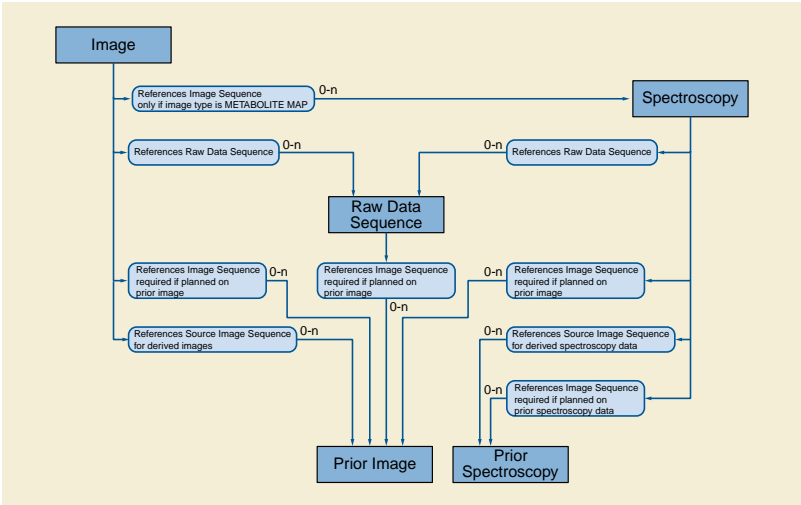 Image
References Image Sequence
only if image type is METABOLITE MAP
0-n
Spectroscopy
References Raw Data Sequence
0-n
0-n
References Raw Data Sequence
Raw Data
Sequence
References Image Sequence
required if planned on
prior image
0-n
References Image Sequence
required if planned on
prior image
0-n
0-n
References Image Sequence
required if planned on
prior image
References Source Image Sequence
for derived images
0-n
0-n
References Source Image Sequence
for derived spectroscopy data
0-n
References Image Sequence
required if planned on
prior spectroscopy data
Prior Image
Prior
Spectroscopy